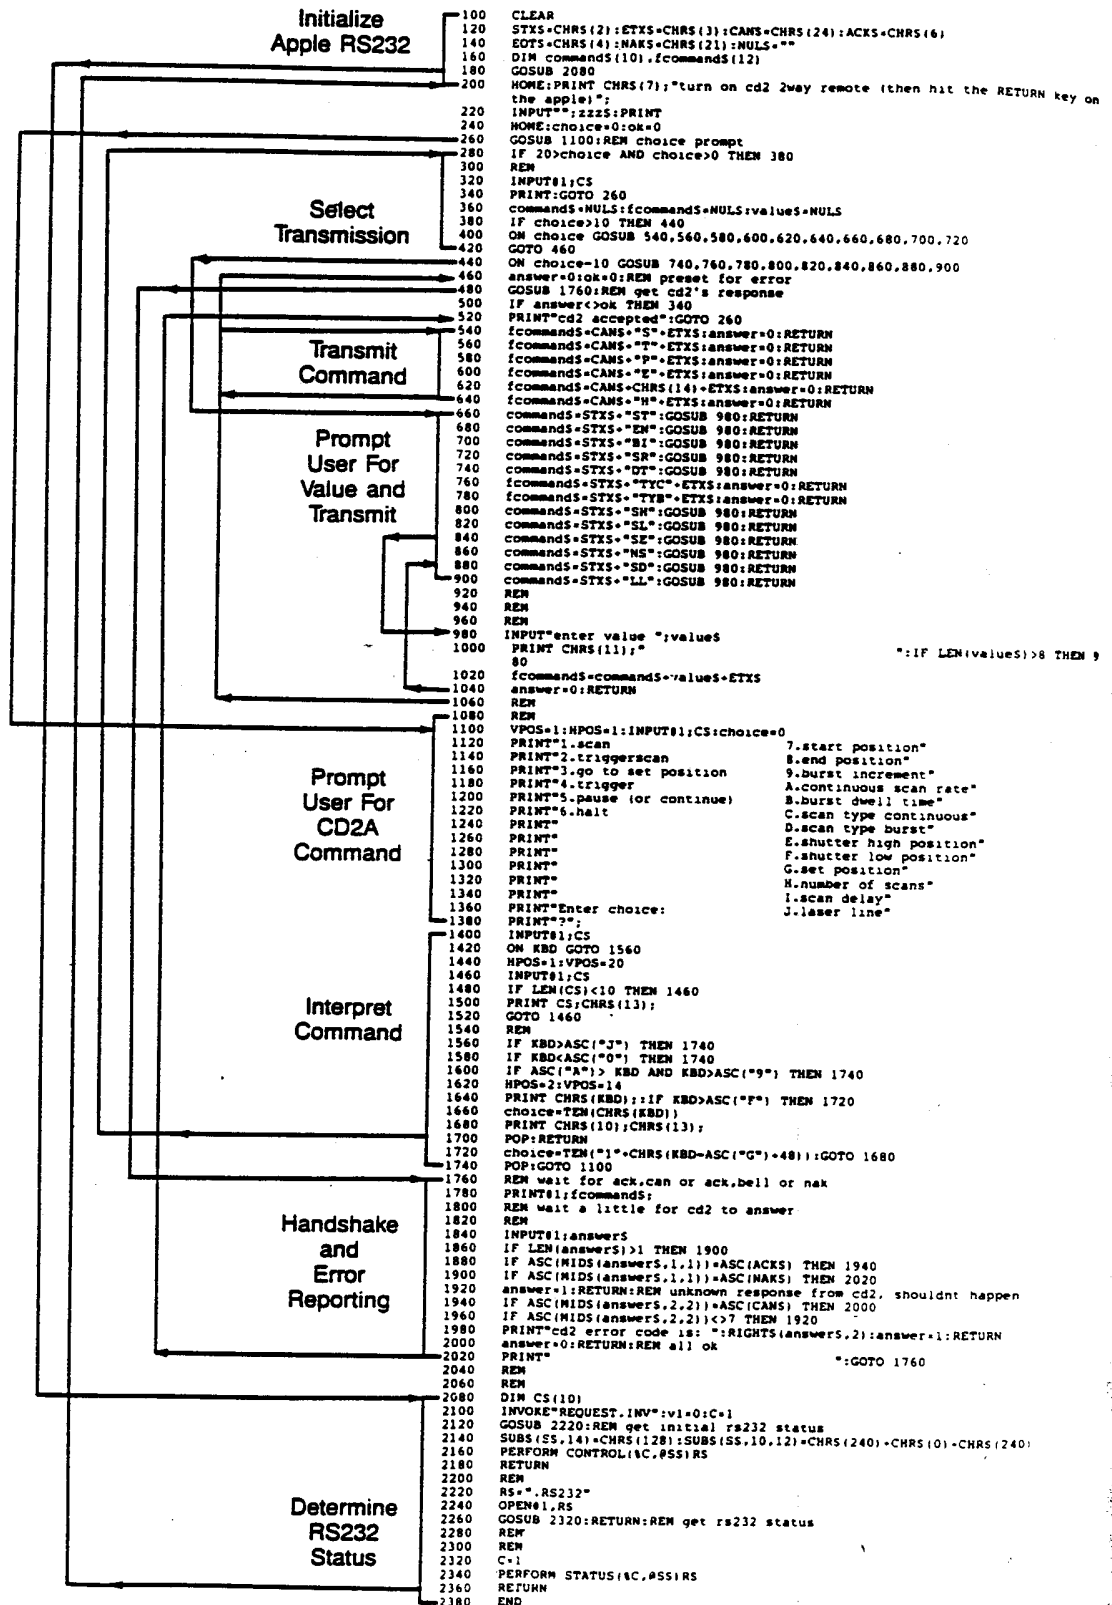 Initialize
Apple RS232
100 CLEAR
120 STX$=CHR$(2):ETX$=CHR$(3):CAN$=CHR$(24):ACK$=CHR$(6)
140 EOT$=CHR$(4):NAK$=CHR$(21):NUL$=""
160 DIM command$(10),fcommand$(12)
180 GOSUB 2080
200 HOME:PRINT CHR$(7);"turn on cd2 2way remote (then hit the RETURN key on
the apple)";
220 INPUT"";zzz$:PRINT
240 HOME:choice=0:ok=0
260 GOSUB 1100:REM choice prompt
280 IF 20>choice AND choice>0 THEN 380
300 REM
320 INPUT#1;C$
340 PRINT:GOTO 260
Select
Transmission
360 command$=NUL$:fcommand$=NUL$:value$=NUL$
380 IF choice>10 THEN 440
400 ON choice GOSUB 540,560,580,600,620,640,660,680,700,720
420 GOTO 460
440 ON choice-10 GOSUB 740,760,780,800,820,840,860,880,900
460 answer=0:ok=0:REM preset for error
480 GOSUB 1760:REM get cd2's response
500 IF answer<>ok THEN 340
520 PRINT"cd2 accepted":GOTO 260
Transmit
Command
540 fcommand$=CAN$+"S"+ETX$:answer=0:RETURN
560 fcommand$=CAN$+"T"+ETX$:answer=0:RETURN
580 fcommand$=CAN$+"P"+ETX$:answer=0:RETURN
600 fcommand$=CAN$+"E"+ETX$:answer=0:RETURN
620 fcommand$=CAN$+CHR$(14)+ETX$:answer=0:RETURN
640 fcommand$=CAN$+"H"+ETX$:answer=0:RETURN
Prompt
User For
Value and
Transmit
660 command$=STX$+"ST":GOSUB 980:RETURN
680 command$=STX$+"EN":GOSUB 980:RETURN
700 command$=STX$+"BI":GOSUB 980:RETURN
720 command$=STX$+"SR":GOSUB 980:RETURN
740 command$=STX$+"DT":GOSUB 980:RETURN
760 fcommand$=STX$+"TYC"+ETX$:answer=0:RETURN
780 fcommand$=STX$+"TYB"+ETX$:answer=0:RETURN
800 command$=STX$+"SH":GOSUB 980:RETURN
820 command$=STX$+"SL":GOSUB 980:RETURN
840 command$=STX$+"SE":GOSUB 980:RETURN
860 command$=STX$+"NS":GOSUB 980:RETURN
880 command$=STX$+"SD":GOSUB 980:RETURN
900 command$=STX$+"LL":GOSUB 980:RETURN
920 REM
940 REM
960 REM
980 INPUT"enter value ";value$
1000 PRINT CHR$(11);" ":IF LEN(value$)>8 THEN 9
80
1020 fcommand$=command$+value$+ETX$
1040 answer=0:RETURN
1060 REM
1080 REM
Prompt
User For
CD2A
Command
1100 VPOS=1:HPOS=1:INPUT#1;C$:choice=0
1120 PRINT"1.scan 7.start position"
1140 PRINT"2.triggerscan 8.end position"
1160 PRINT"3.go to set position 9.burst increment"
1180 PRINT"4.trigger A.continuous scan rate"
1200 PRINT"5.pause (or continue) B.burst dwell time"
1220 PRINT"6.halt C.scan type continuous"
1240 PRINT" D.scan type burst"
1260 PRINT" E.shutter high position"
1280 PRINT" F.shutter low position"
1300 PRINT" G.set position"
1320 PRINT" H.number of scans"
1340 PRINT" I.scan delay"
1360 PRINT"Enter choice: J.laser line"
1380 PRINT"?";
Interpret
Command
1400 INPUT#1;C$
1420 ON KBD GOTO 1560
1440 HPOS=1:VPOS=20
1460 INPUT#1;C$
1480 IF LEN(C$)<10 THEN 1460
1500 PRINT C$;CHR$(13);
1520 GOTO 1460
1540 REM
1560 IF KBD>ASC("J") THEN 1740
1580 IF KBD<ASC("0") THEN 1740
1600 IF ASC("A")> KBD AND KBD>ASC("9") THEN 1740
1620 HPOS=2:VPOS=14
1640 PRINT CHR$(KBD);:IF KBD>ASC("F") THEN 1720
1660 choice=TEN(CHR$(KBD))
1680 PRINT CHR$(10);CHR$(13);
1700 POP:RETURN
1720 choice=TEN("1"+CHR$(KBD-ASC("G")+48)):GOTO 1680
1740 POP:GOTO 1100
Handshake
and
Error
Reporting
1760 REM wait for ack,can or ack,bell or nak
1780 PRINT#1;fcommand$;
1800 REM wait a little for cd2 to answer
1820 REM
1840 INPUT#1;answer$
1860 IF LEN(answer$)>1 THEN 1900
1880 IF ASC(MID$(answer$,1,1))=ASC(ACK$) THEN 1940
1900 IF ASC(MID$(answer$,1,1))=ASC(NAK$) THEN 2020
1920 answer=1:RETURN:REM unknown response from cd2, shouldnt happen
1940 IF ASC(MID$(answer$,2,2))=ASC(CAN$) THEN 2000
1960 IF ASC(MID$(answer$,2,2))<>7 THEN 1920
1980 PRINT"cd2 error code is: ":RIGHT$(answer$,2):answer=1:RETURN
2000 answer=0:RETURN:REM all ok
2020 PRINT" ":GOTO 1760
2040 REM
2060 REM
Determine
RS232
Status
2080 DIM C$(10)
2100 INVOKE"REQUEST.INV":v1=0:C=1
2120 GOSUB 2220:REM get initial rs232 status
2140 SUB$(S$,14)=CHR$(128):SUB$(S$,10,12)=CHR$(240)+CHR$(0)+CHR$(240)
2160 PERFORM CONTROL(%C,@S$)R$
2180 RETURN
2200 REM
2220 R$=".RS232"
2240 OPEN#1,R$
2260 GOSUB 2320:RETURN:REM get rs232 status
2280 REM
2300 REM
2320 C=1
2340 PERFORM STATUS(%C,@S$)R$
2360 RETURN
2380 END